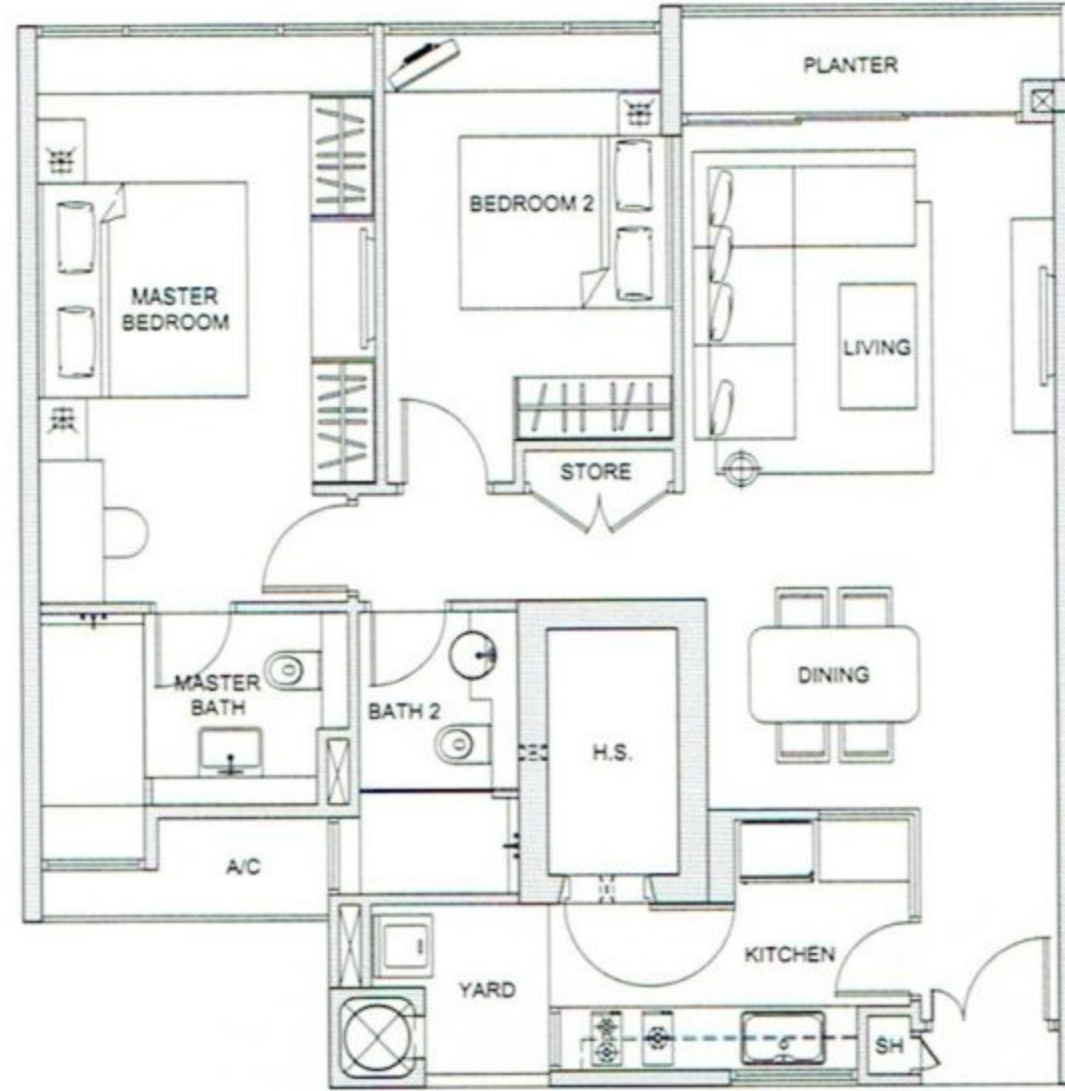 PLANTER
BEDROOM 2
MASTER
BEDROOM
LIVING
STORE
DINING
MASTER
BATH
BATH 2
H.S.
A/C
KITCHEN
YARD
SH